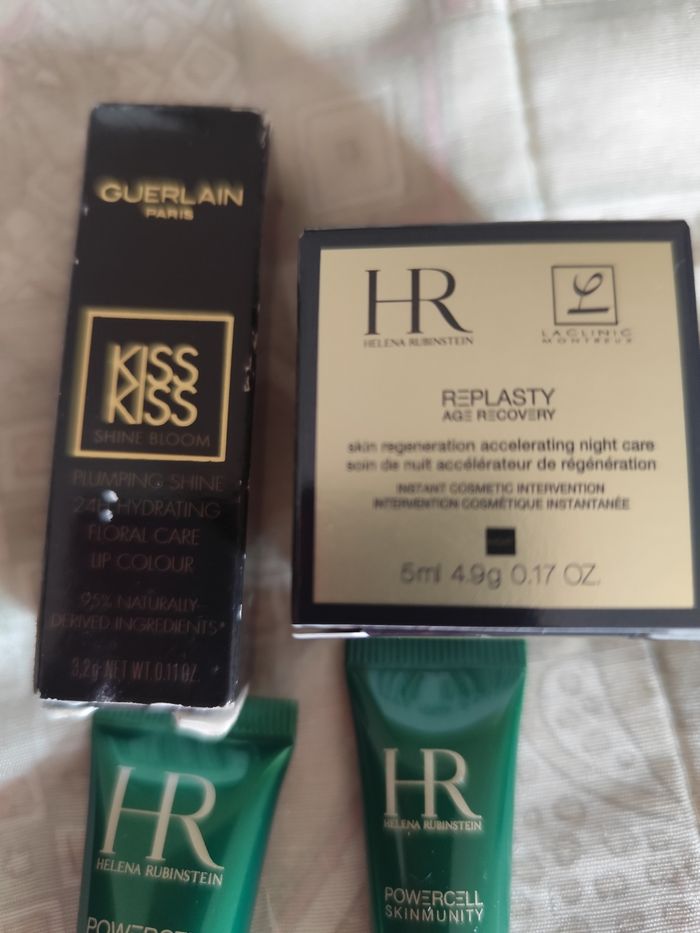 GUERLAIN
PARIS
KISS
KISS
SHINE BLOOM
PLUMPING SHINE
24H HYDRATING
FLORAL CARE
LIP COLOUR
95% NATURALLY-
DERIVED INGREDIENTS*
3,2g NET WT. 0.11 OZ.
HR
HELENA RUBINSTEIN
LACLINIC
MONTREUX
REPLASTY
AGE RECOVERY
skin regeneration accelerating night care
soin de nuit accélérateur de régénération
INSTANT COSMETIC INTERVENTION
INTERVENTION COSMÉTIQUE INSTANTANÉE
5ml 4.9g 0.17 OZ.
HR
HELENA RUBINSTEIN
HR
HELENA RUBINSTEIN
POWERCELL
SKINMUNITY